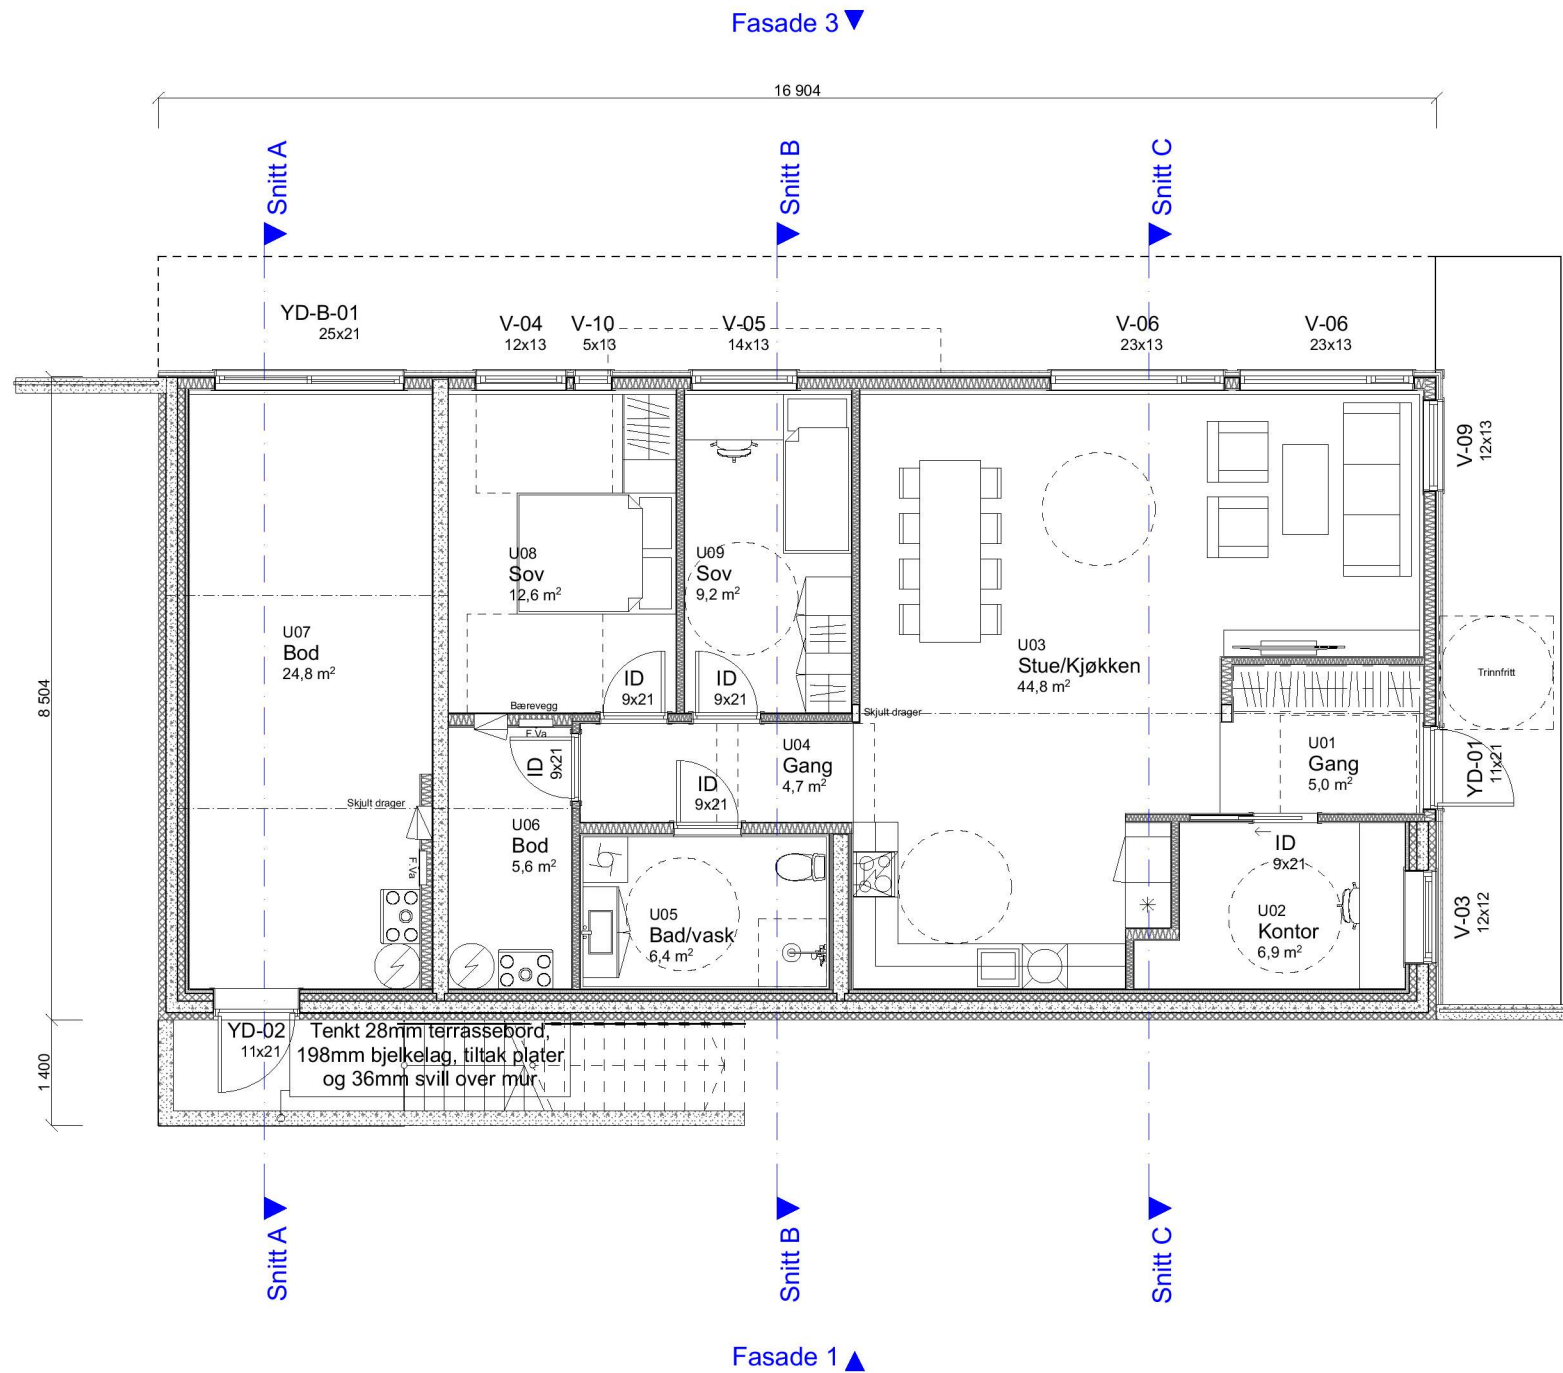 Fasade 3
16 904
Snitt A
Snitt B
Snitt C
YD-B-01
25x21
V-04
12x13
V-10
5x13
V-05
14x13
V-06
23x13
V-06
23x13
V-09
12x13
8 504
U07
Bod
24,8 m²
U08
Sov
12,6 m²
U09
Sov
9,2 m²
U03
Stue/Kjøkken
44,8 m²
ID
9x21
ID
9x21
Bærevegg
F.Va
ID
9x21
Skjult drager
Trinnfritt
U04
Gang
4,7 m²
ID
9x21
U01
Gang
5,0 m²
YD-01
11x21
Skjult drager
F.Va
U06
Bod
5,6 m²
U05
Bad/vask
6,4 m²
ID
9x21
U02
Kontor
6,9 m²
V-03
12x12
YD-02
11x21
Tenkt 28mm terrassebord,
198mm bjelkelag, tiltak plater
og 36mm svill over mur
1 400
Snitt A
Snitt B
Snitt C
Fasade 1